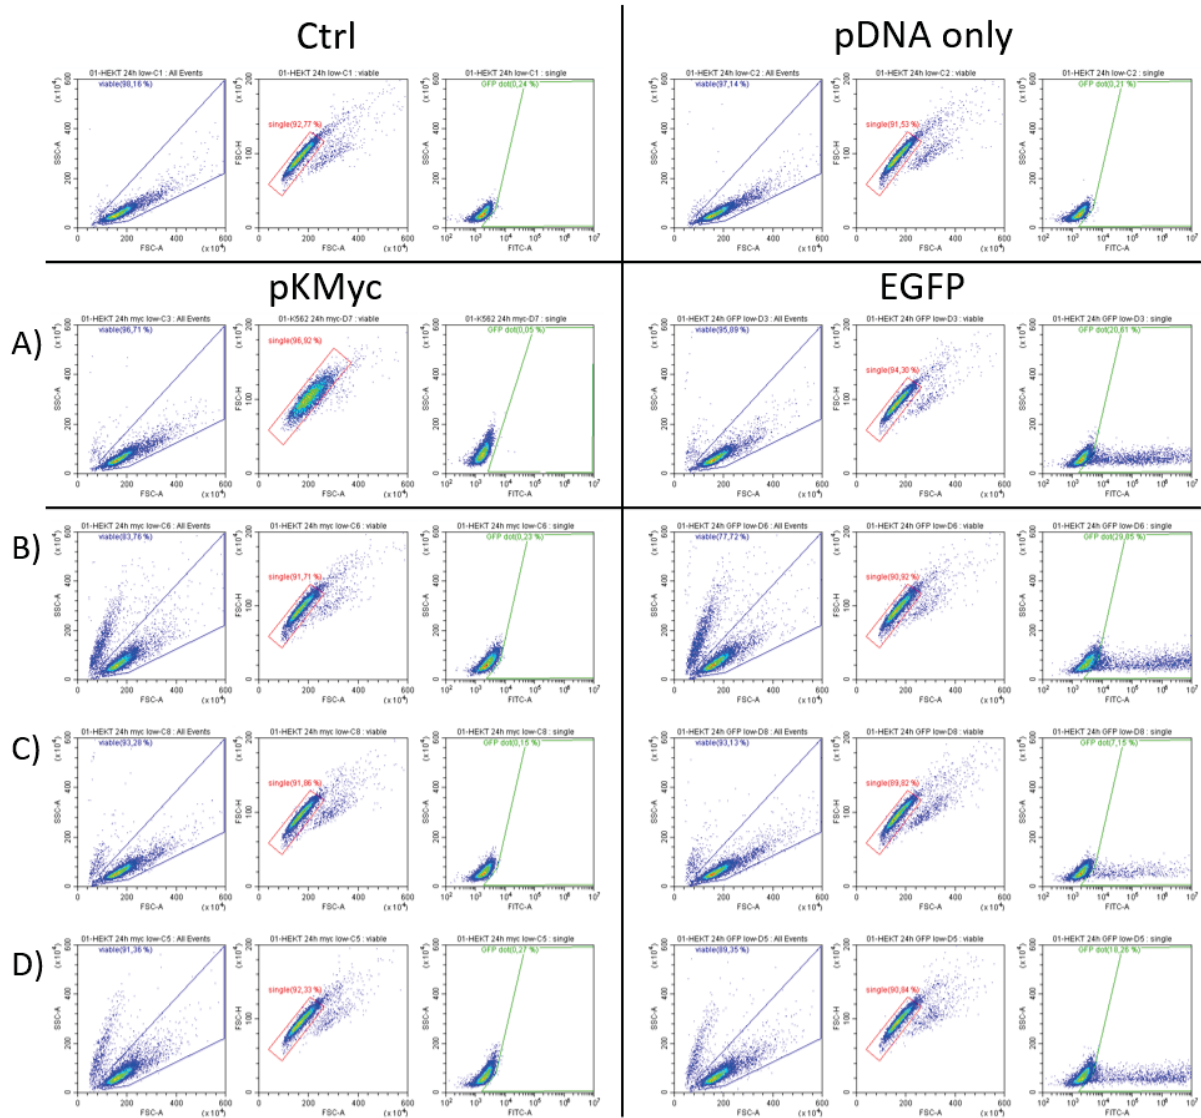 Ctrl
pDNA only
01-HEKT 24h low-C1 : All Events
01-HEKT 24h low-C1 : viable
01-HEKT 24h low-C1 : single
01-HEKT 24h low-C2 : All Events
01-HEKT 24h low-C2 : viable
01-HEKT 24h low-C2 : single
viable(98,16 %)
single(92,77 %)
GFP dot(0,24 %)
viable(97,14 %)
single(91,53 %)
GFP dot(0,21 %)
pKMyc
EGFP
A)
01-HEKT 24h myc low-C3 : All Events
01-K562 24h myc-D7 : viable
01-K562 24h myc-D7 : single
01-HEKT 24h GFP low-D3 : All Events
01-HEKT 24h GFP low-D3 : viable
01-HEKT 24h GFP low-D3 : single
viable(96,71 %)
single(96,92 %)
GFP dot(0,05 %)
viable(95,89 %)
single(94,30 %)
GFP dot(20,81 %)
B)
01-HEKT 24h myc low-C6 : All Events
01-HEKT 24h myc low-C6 : viable
01-HEKT 24h myc low-C6 : single
01-HEKT 24h GFP low-D6 : All Events
01-HEKT 24h GFP low-D6 : viable
01-HEKT 24h GFP low-D6 : single
viable(83,76 %)
single(91,71 %)
GFP dot(0,23 %)
viable(77,72 %)
single(90,92 %)
GFP dot(29,85 %)
C)
01-HEKT 24h myc low-C8 : All Events
01-HEKT 24h myc low-C8 : viable
01-HEKT 24h myc low-C8 : single
01-HEKT 24h GFP low-D8 : All Events
01-HEKT 24h GFP low-D8 : viable
01-HEKT 24h GFP low-D8 : single
viable(93,28 %)
single(91,86 %)
GFP dot(0,15 %)
viable(93,13 %)
single(89,82 %)
GFP dot(7,15 %)
D)
01-HEKT 24h myc low-C5 : All Events
01-HEKT 24h myc low-C5 : viable
01-HEKT 24h myc low-C5 : single
01-HEKT 24h GFP low-D5 : All Events
01-HEKT 24h GFP low-D5 : viable
01-HEKT 24h GFP low-D5 : single
viable(91,36 %)
single(92,33 %)
GFP dot(0,27 %)
viable(89,35 %)
single(90,84 %)
GFP dot(18,26 %)
SSC-A
FSC-H
SSC-A
FSC-A
FSC-A
FITC-A